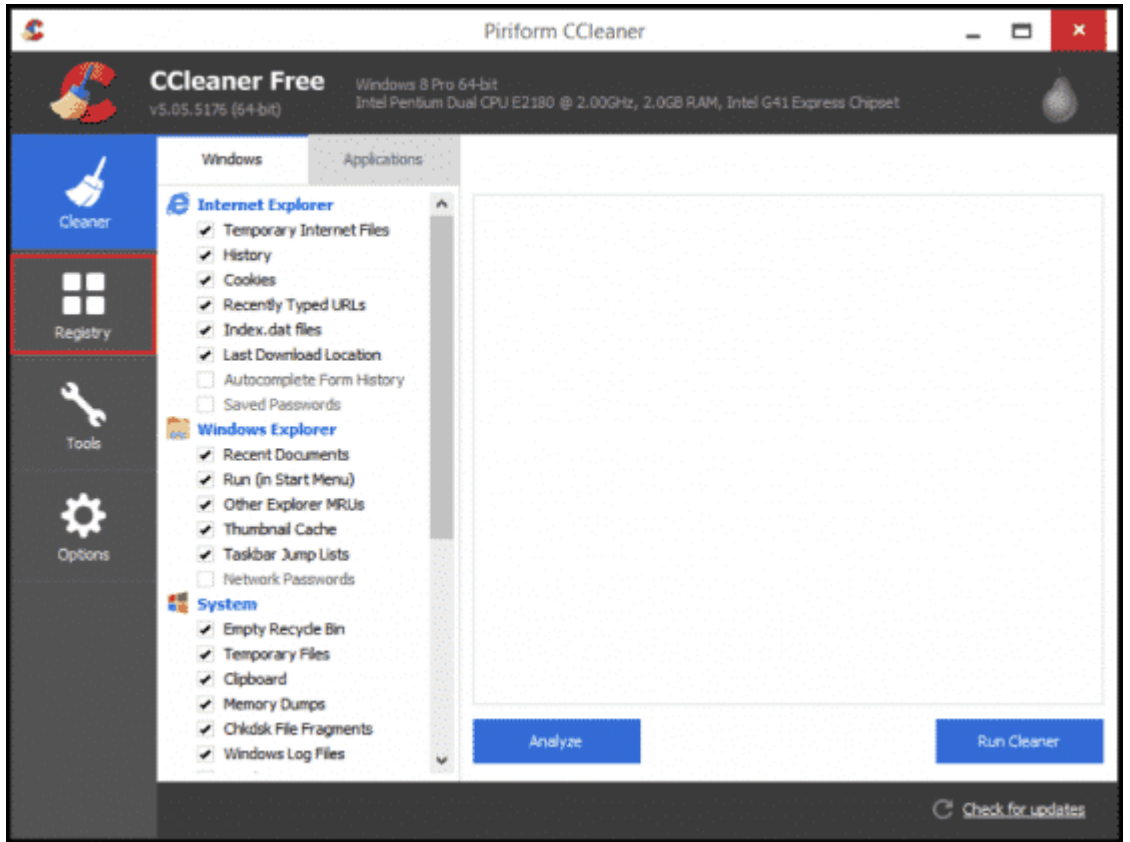 Piriform CCleaner
CCleaner Free
v5.05.5176 (64-bit)
Windows 8 Pro 64-bit
Intel Pentium Dual CPU E2180 @ 2.00GHz, 2.0GB RAM, Intel G41 Express Chipset
Cleaner
Registry
Tools
Options
Windows
Applications
Internet Explorer
Temporary Internet Files
History
Cookies
Recently Typed URLs
Index.dat files
Last Download Location
Autocomplete Form History
Saved Passwords
Windows Explorer
Recent Documents
Run (in Start Menu)
Other Explorer MRUs
Thumbnail Cache
Taskbar Jump Lists
Network Passwords
System
Empty Recycle Bin
Temporary Files
Clipboard
Memory Dumps
Chkdsk File Fragments
Windows Log Files
Analyze
Run Cleaner
Check for updates